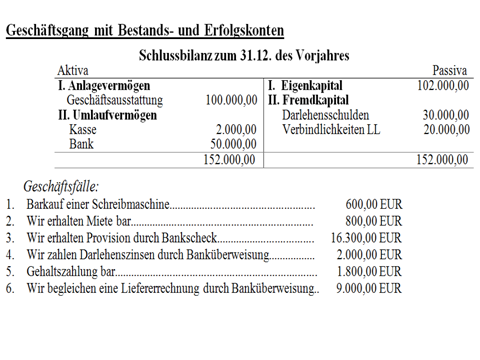 Geschäftsgang mit Bestands- und Erfolgskonten
Schlussbilanz zum 31.12. des Vorjahres
Aktiva Passiva
I. Anlagevermögen I. Eigenkapital 102.000,00
Geschäftsausstattung 100.000,00 II. Fremdkapital
II. Umlaufvermögen Darlehensschulden 30.000,00
Kasse 2.000,00 Verbindlichkeiten LL 20.000,00
Bank 50.000,00
152.000,00 152.000,00
Geschäftsfälle:
1. Barkauf einer Schreibmaschine.................................................... 600,00 EUR
2. Wir erhalten Miete bar.................................................................. 800,00 EUR
3. Wir erhalten Provision durch Bankscheck.............................. 16.300,00 EUR
4. Wir zahlen Darlehenszinsen durch Banküberweisung................ 2.000,00 EUR
5. Gehaltszahlung bar....................................................................... 1.800,00 EUR
6. Wir begleichen eine Liefererrechnung durch Banküberweisung.. 9.000,00 EUR